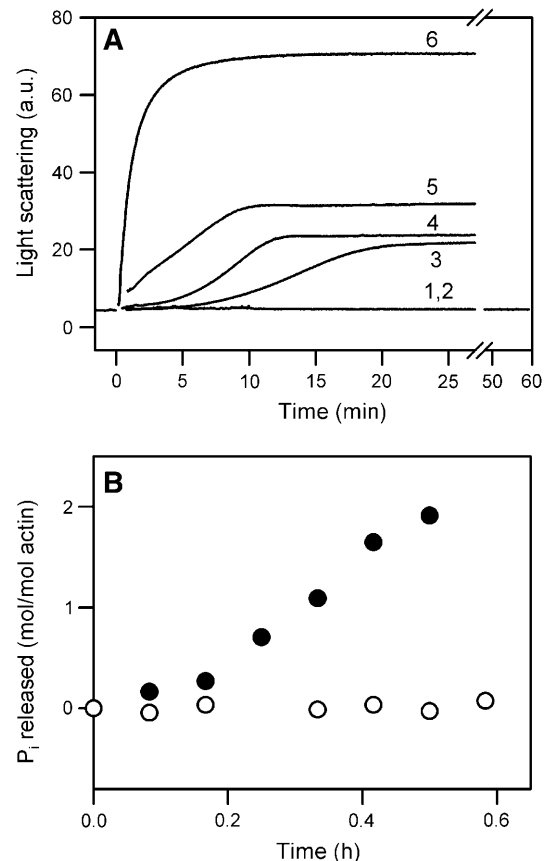 A
80
60
40
20
0
Light scattering (a.u.)
6
5
4
3
1,2
0 5 10 15 20 25 50 60
Time (min)
B
2
1
0
Pi released (mol/mol actin)
0.0 0.2 0.4 0.6
Time (h)